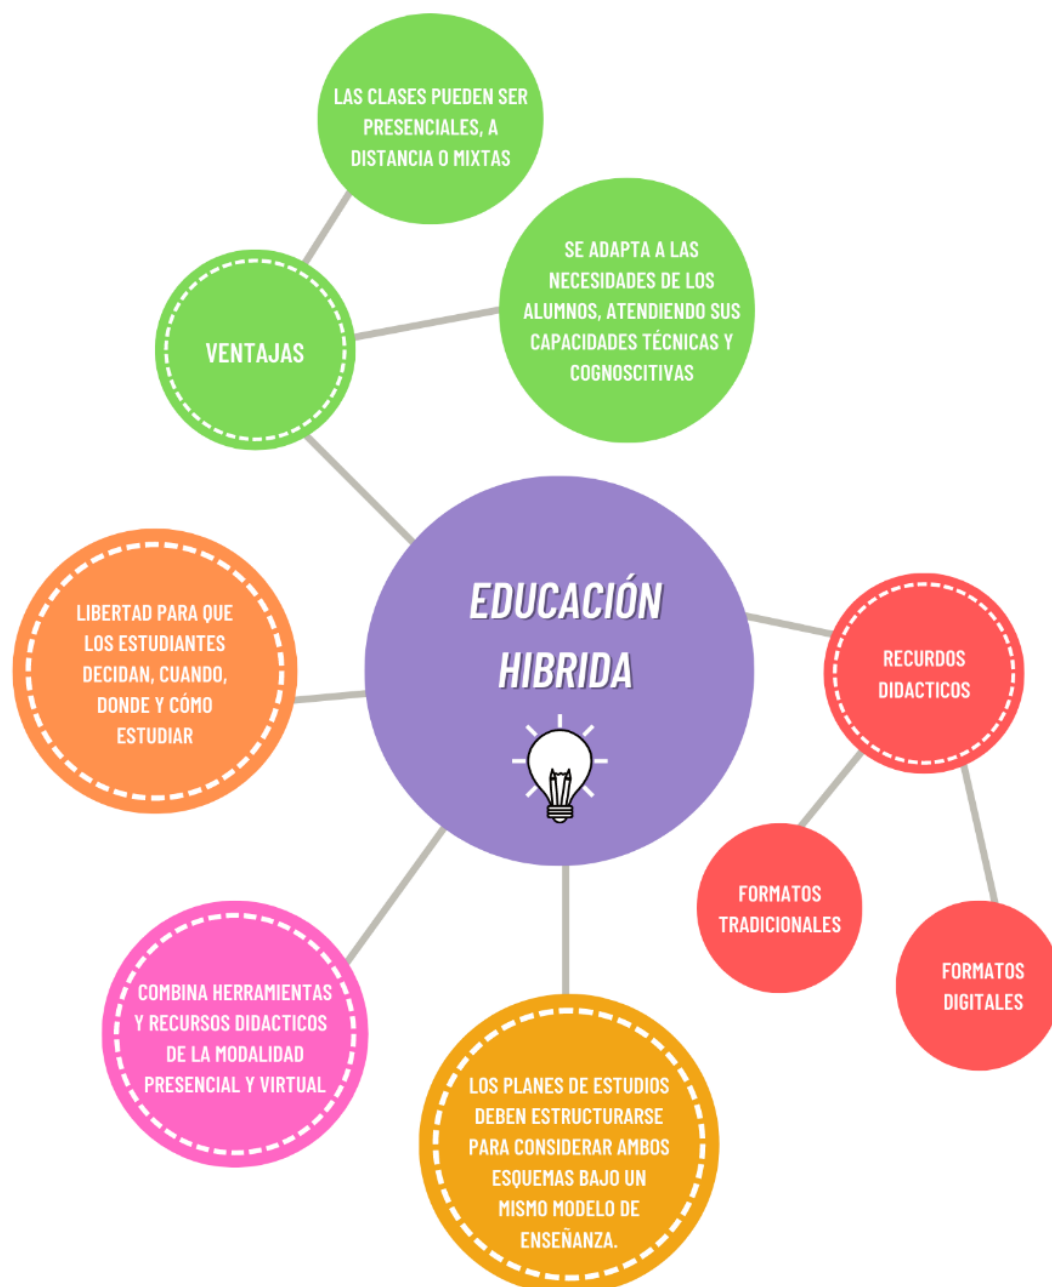 LAS CLASES PUEDEN SER
PRESENCIALES, A
DISTANCIA O MIXTAS
SE ADAPTA A LAS
NECESIDADES DE LOS
ALUMNOS, ATENDIENDO SUS
CAPACIDADES TÉCNICAS Y
COGNOSCITIVAS
VENTAJAS
EDUCACIÓN
HIBRIDA
LIBERTAD PARA QUE
LOS ESTUDIANTES
DECIDAN, CUANDO,
DONDE Y CÓMO
ESTUDIAR
RECURDOS
DIDACTICOS
FORMATOS
TRADICIONALES
FORMATOS
DIGITALES
COMBINA HERRAMIENTAS
Y RECURSOS DIDACTICOS
DE LA MODALIDAD
PRESENCIAL Y VIRTUAL
LOS PLANES DE ESTUDIOS
DEBEN ESTRUCTURARSE
PARA CONSIDERAR AMBOS
ESQUEMAS BAJO UN
MISMO MODELO DE
ENSEÑANZA.